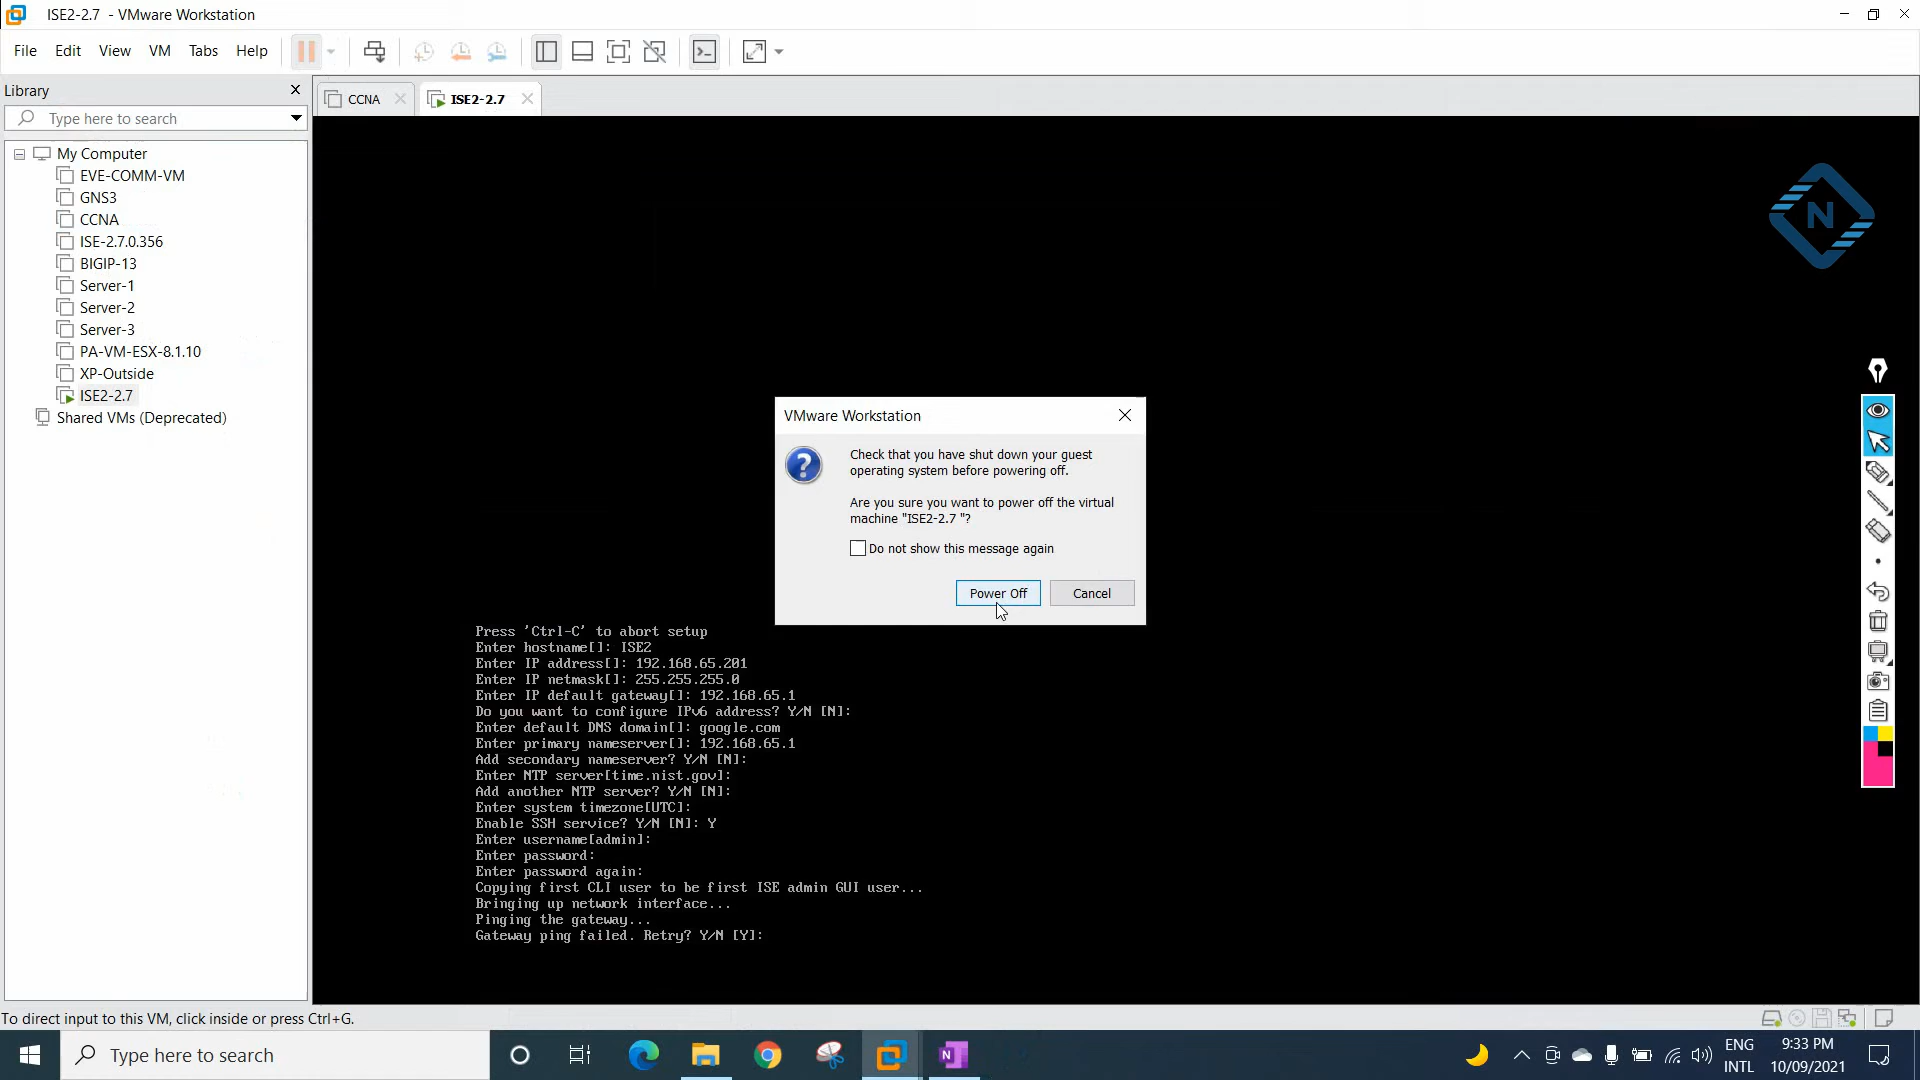 ISE2-2.7 - VMware Workstation
File Edit View VM Tabs Help
Library
Type here to search
CCNA
ISE2-2.7
My Computer
EVE-COMM-VM
GNS3
CCNA
ISE-2.7.0.356
BIGIP-13
Server-1
Server-2
Server-3
PA-VM-ESX-8.1.10
XP-Outside
ISE2-2.7
Shared VMs (Deprecated)
N
VMware Workstation
Check that you have shut down your guest
operating system before powering off.
Are you sure you want to power off the virtual
machine "ISE2-2.7 "?
Do not show this message again
Power Off
Cancel
Press 'Ctrl-C' to abort setup
Enter hostname[]: ISE2
Enter IP address[]: 192.168.65.201
Enter IP netmask[]: 255.255.255.0
Enter IP default gateway[]: 192.168.65.1
Do you want to configure IPv6 address? Y/N [N]:
Enter default DNS domain[]: google.com
Enter primary nameserver[]: 192.168.65.1
Add secondary nameserver? Y/N [N]:
Enter NTP server[time.nist.gov]:
Add another NTP server? Y/N [N]:
Enter system timezone[UTC]:
Enable SSH service? Y/N [N]: Y
Enter username[admin]:
Enter password:
Enter password again:
Copying first CLI user to be first ISE admin GUI user...
Bringing up network interface...
Pinging the gateway...
Gateway ping failed. Retry? Y/N [Y]:
To direct input to this VM, click inside or press Ctrl+G.
Type here to search
N
ENG
INTL
9:33 PM
10/09/2021